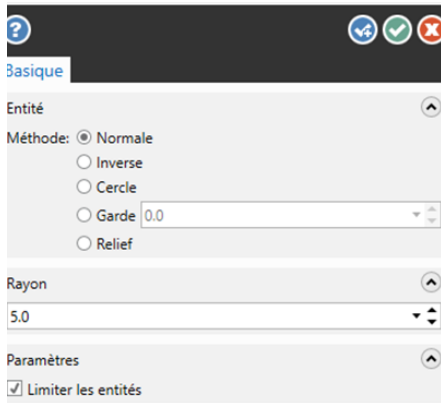 ?
Basique
Entité
Méthode: Normale
Inverse
Cercle
Garde 0.0
Relief
Rayon
5.0
Paramètres
Limiter les entités